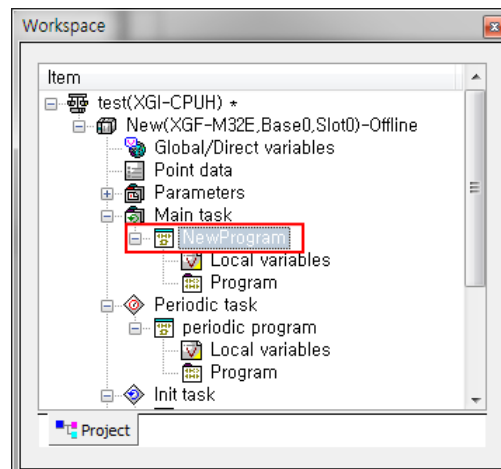 Workspace
Item
test(XGI-CPUH) *
New(XGF-M32E,Base0,Slot0)-Offline
Global/Direct variables
Point data
Parameters
Main task
NewProgram
Local variables
Program
Periodic task
periodic program
Local variables
Program
Init task
Project